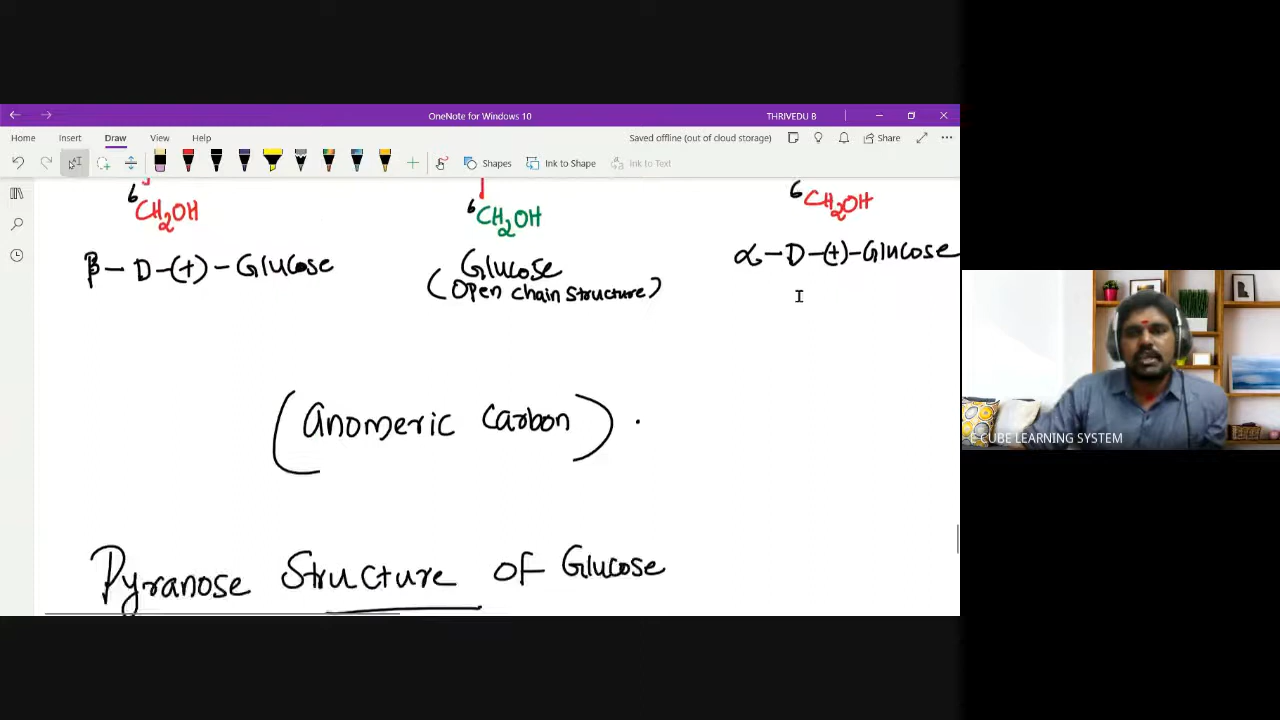 OneNote for Windows 10
THRIVEDU B
Home Insert Draw View Help
Saved offline (out of cloud storage)
Share
Shapes
Ink to Shape
Ink to Text
6 CH2OH
6 CH2OH
6 CH2OH
β-D-(+)-Glucose
Glucose
(Open chain structure)
α-D-(+)-Glucose
(Anomeric carbon)
Pyranose Structure of Glucose
E CUBE LEARNING SYSTEM